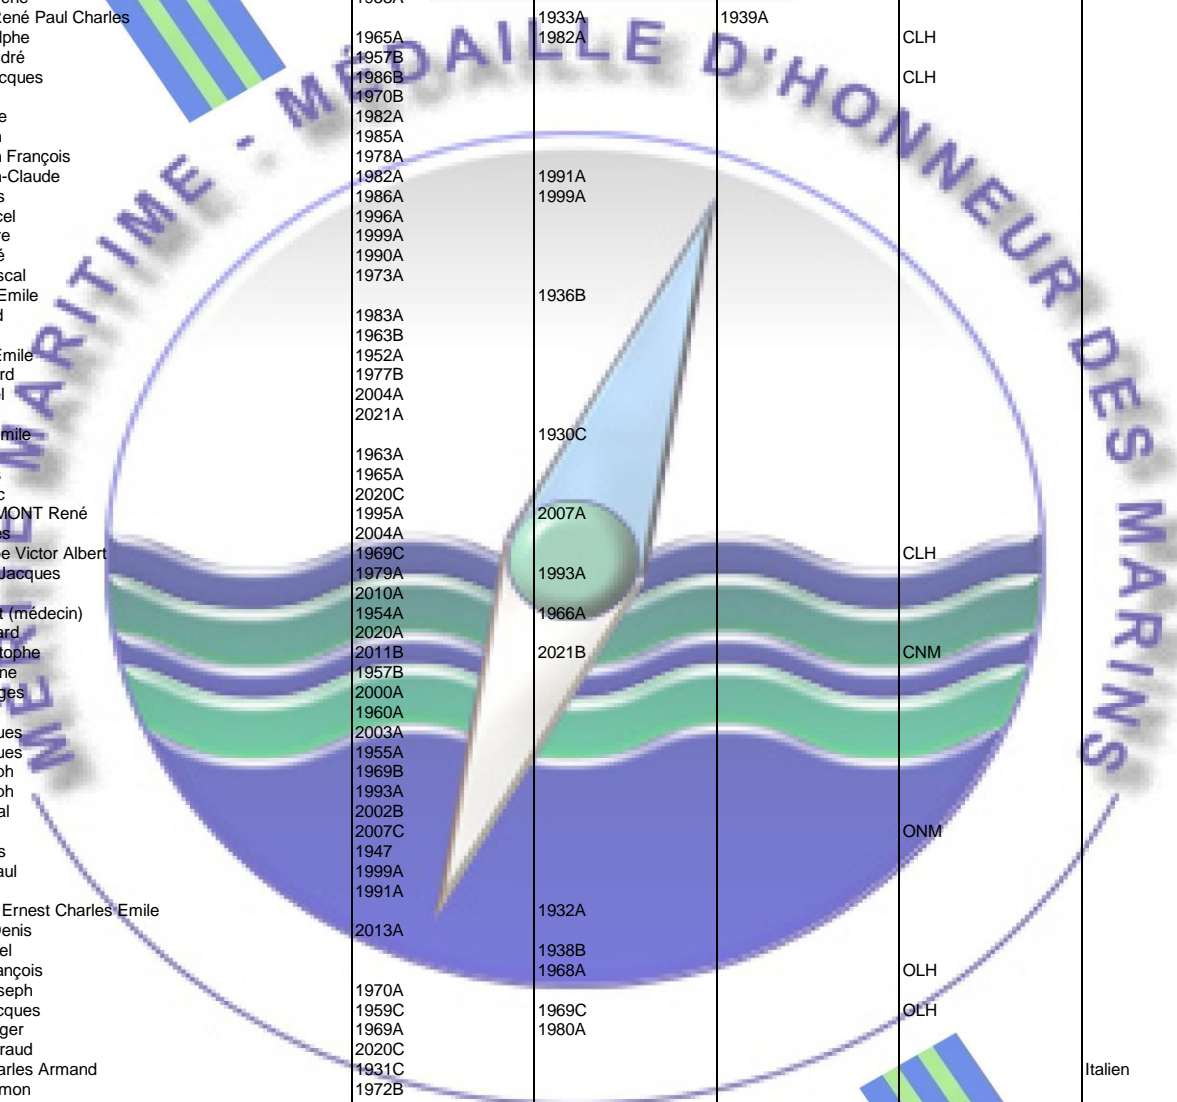 ené Paul Charles 1933A 1939A
lphe 1965A 1982A CLH
dré 1957B
cques 1986B CLH
1970B
e 1982A
1985A
François 1978A
-Claude 1982A 1991A
s 1986A 1999A
cel 1996A
re 1999A
é 1990A
scal 1973A
Emile 1936B
d 1983A
1963B
Emile 1952A
rd 1977B
el 2004A
2021A
mile 1930C
1963A
1965A
c 2020C
MONT René 1995A 2007A
es 2004A
e Victor Albert 1969C CLH
Jacques 1979A 1993A
2010A
t (médecin) 1954A 1966A
ard 2020A
tophe 2011B 2021B CNM
ne 1957B
ges 2000A
1960A
ues 2003A
ues 1955A
ph 1969B
ph 1993A
al 2002B
2007C ONM
s 1947
aul 1999A
1991A
Ernest Charles Emile 1932A
Denis 2013A
el 1938B
ançois 1968A OLH
seph 1970A
cques 1959C 1969C OLH
ger 1969A 1980A
raud 2020C
arles Armand 1931C Italien
mon 1972B
MARITIME - MÉDAILLE D'HONNEUR DES MARINS